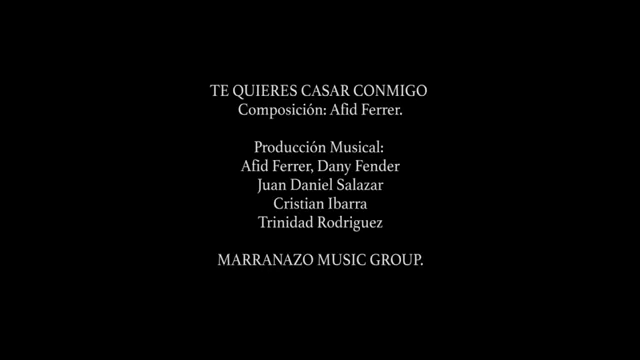 TE QUIERES CASAR CONMIGO
Composición: Afid Ferrer.
Producción Musical:
Afid Ferrer, Dany Fender
Juan Daniel Salazar
Cristian Ibarra
Trinidad Rodriguez
MARRANAZO MUSIC GROUP.